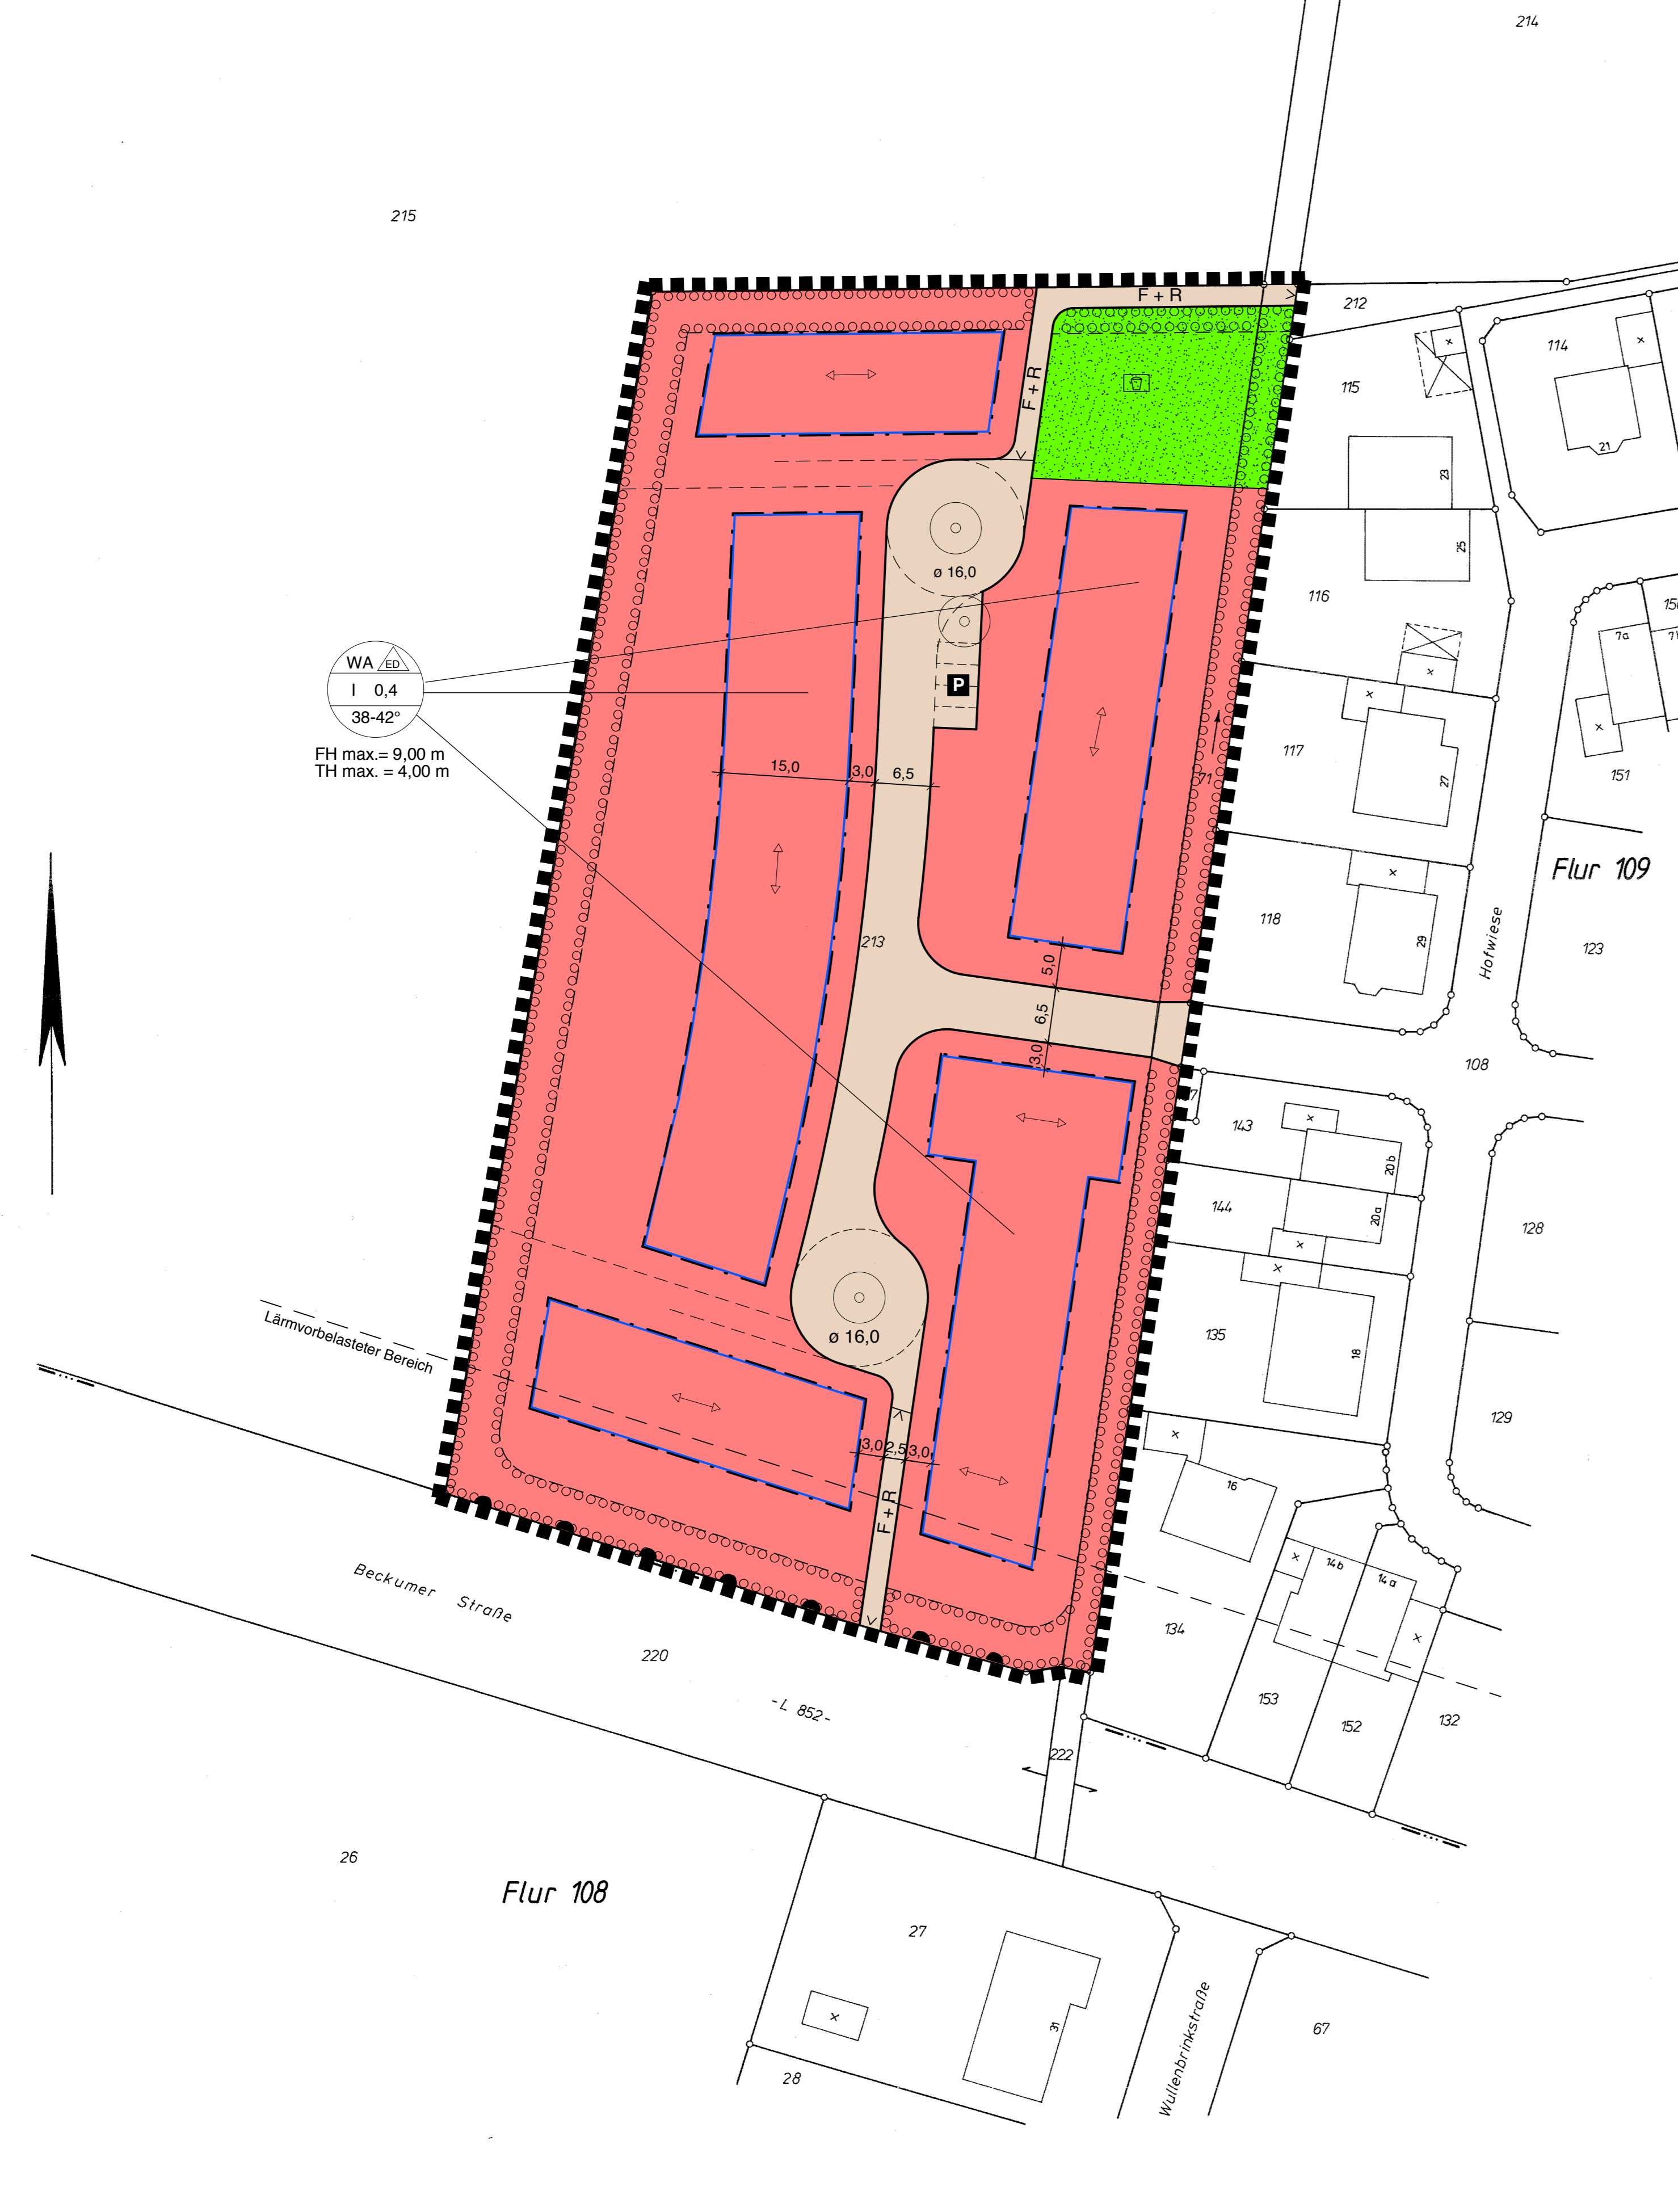 214
215
F + R
212
114
115
F + R
21
23
25
ø 16,0
116
7a
WA ED
I 0,4
38-42°
P
FH max.= 9,00 m
TH max. = 4,00 m
15,0
3,0
6,5
117
27
71
151
Flur 109
118
29
213
Hofwiese
123
5,0
6,5
3,0
108
143
20b
144
20a
128
135
18
Lärmvorbelasteter Bereich
ø 16,0
129
3,0
2,5
3,0
F + R
16
14b
14a
Beckumer Straße
134
220
153
152
132
-L 852-
222
26
Flur 108
27
31
Wullenbrinkstraße
67
28